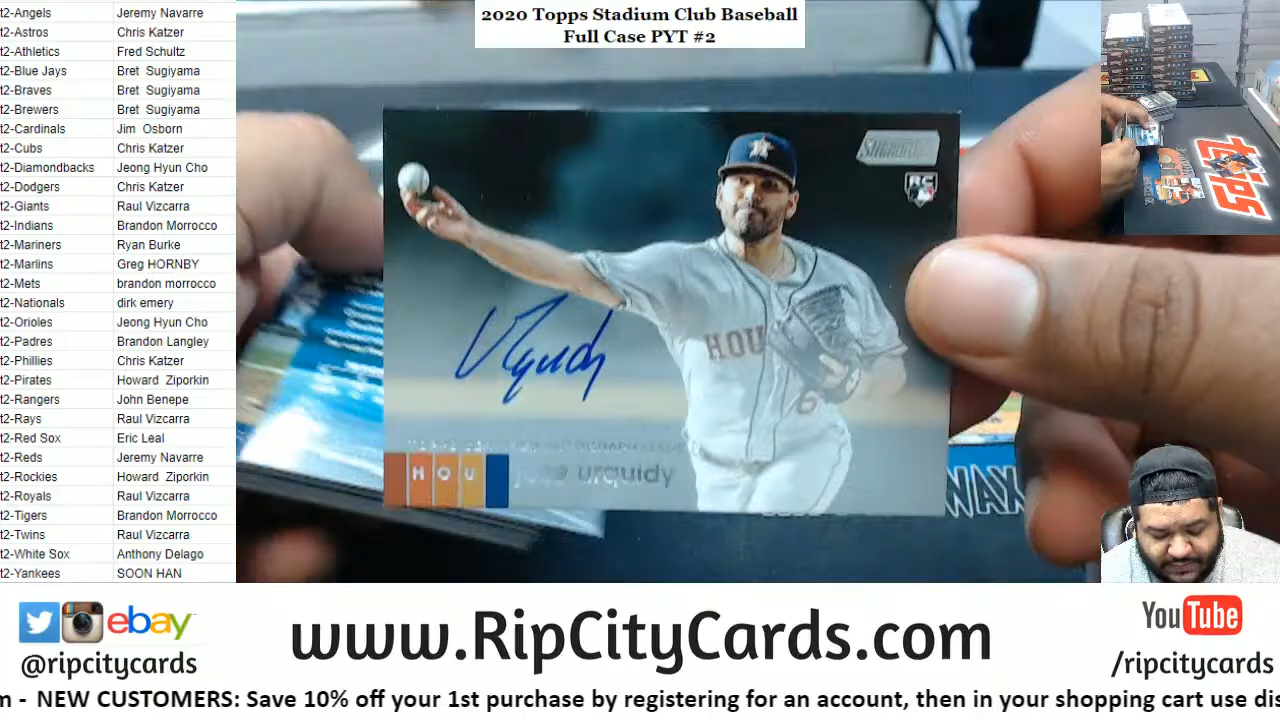 2020 Topps Stadium Club Baseball
Full Case PYT #2
t2-Angels Jeremy Navarre
t2-Astros Chris Katzer
t2-Athletics Fred Schultz
t2-Blue Jays Bret Sugiyama
t2-Braves Bret Sugiyama
t2-Brewers Bret Sugiyama
t2-Cardinals Jim Osborn
t2-Cubs Chris Katzer
t2-Diamondbacks Jeong Hyun Cho
t2-Dodgers Chris Katzer
t2-Giants Raul Vizcarra
t2-Indians Brandon Morrocco
t2-Mariners Ryan Burke
t2-Marlins Greg HORNBY
t2-Mets brandon morrocco
t2-Nationals dirk emery
t2-Orioles Jeong Hyun Cho
t2-Padres Brandon Langley
t2-Phillies Chris Katzer
t2-Pirates Howard Ziporkin
t2-Rangers John Benepe
t2-Rays Raul Vizcarra
t2-Red Sox Eric Leal
t2-Reds Jeremy Navarre
t2-Rockies Howard Ziporkin
t2-Royals Raul Vizcarra
t2-Tigers Brandon Morrocco
t2-Twins Raul Vizcarra
t2-White Sox Anthony Delago
t2-Yankees SOON HAN
RC
HOU
6
HOU
jose urquidy
WAX
topps
ebay
@ripcitycards
www.RipCityCards.com
YouTube
/ripcitycards
m - NEW CUSTOMERS: Save 10% off your 1st purchase by registering for an account, then in your shopping cart use dis